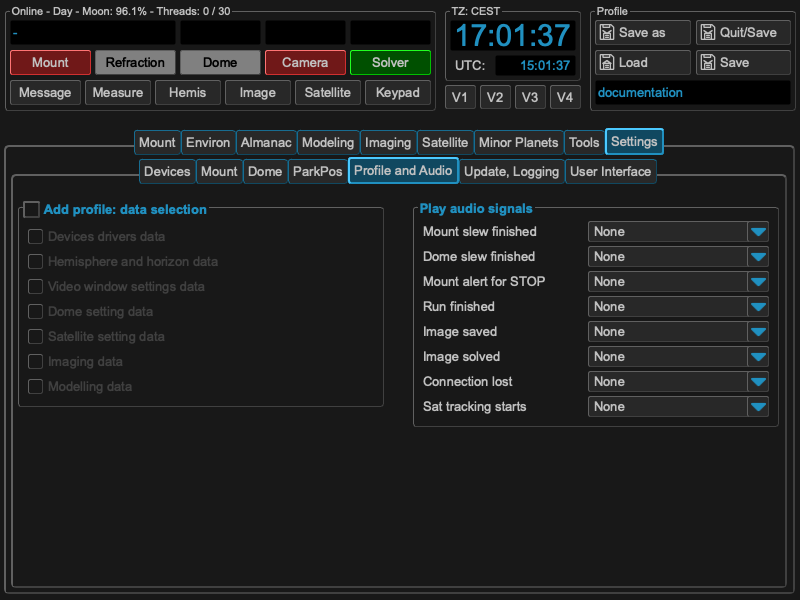 Online - Day - Moon: 96.1% - Threads: 0 / 30
-
Mount Refraction Dome Camera Solver
Message Measure Hemis Image Satellite Keypad
TZ: CEST
17:01:37
UTC: 15:01:37
V1 V2 V3 V4
Profile
Save as Quit/Save
Load Save
documentation
Mount Environ Almanac Modeling Imaging Satellite Minor Planets Tools Settings
Devices Mount Dome ParkPos Profile and Audio Update, Logging User Interface
Add profile: data selection
Devices drivers data
Hemisphere and horizon data
Video window settings data
Dome setting data
Satellite setting data
Imaging data
Modelling data
Play audio signals
Mount slew finished None
Dome slew finished None
Mount alert for STOP None
Run finished None
Image saved None
Image solved None
Connection lost None
Sat tracking starts None